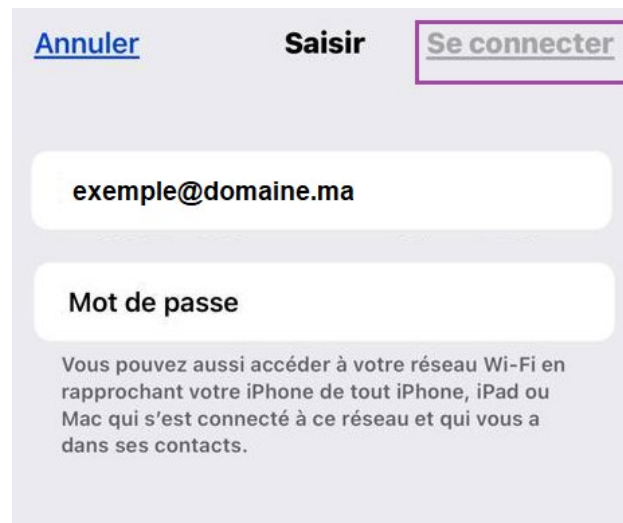 Annuler Saisir Se connecter
exemple@domaine.ma
Mot de passe
Vous pouvez aussi accéder à votre réseau Wi-Fi en
rapprochant votre iPhone de tout iPhone, iPad ou
Mac qui s’est connecté à ce réseau et qui vous a
dans ses contacts.